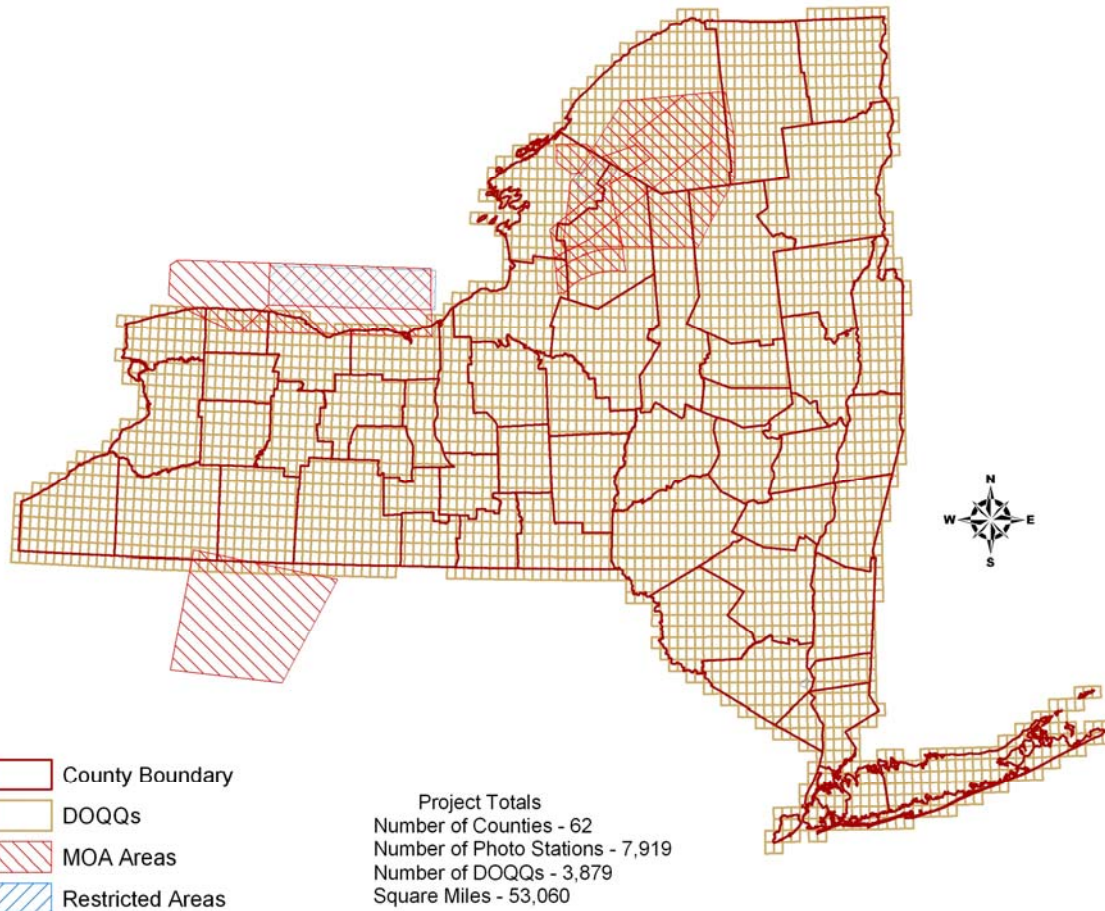 N
W E
S
County Boundary
DOQQs
MOA Areas
Restricted Areas
Project Totals
Number of Counties - 62
Number of Photo Stations - 7,919
Number of DOQQs - 3,879
Square Miles - 53,060